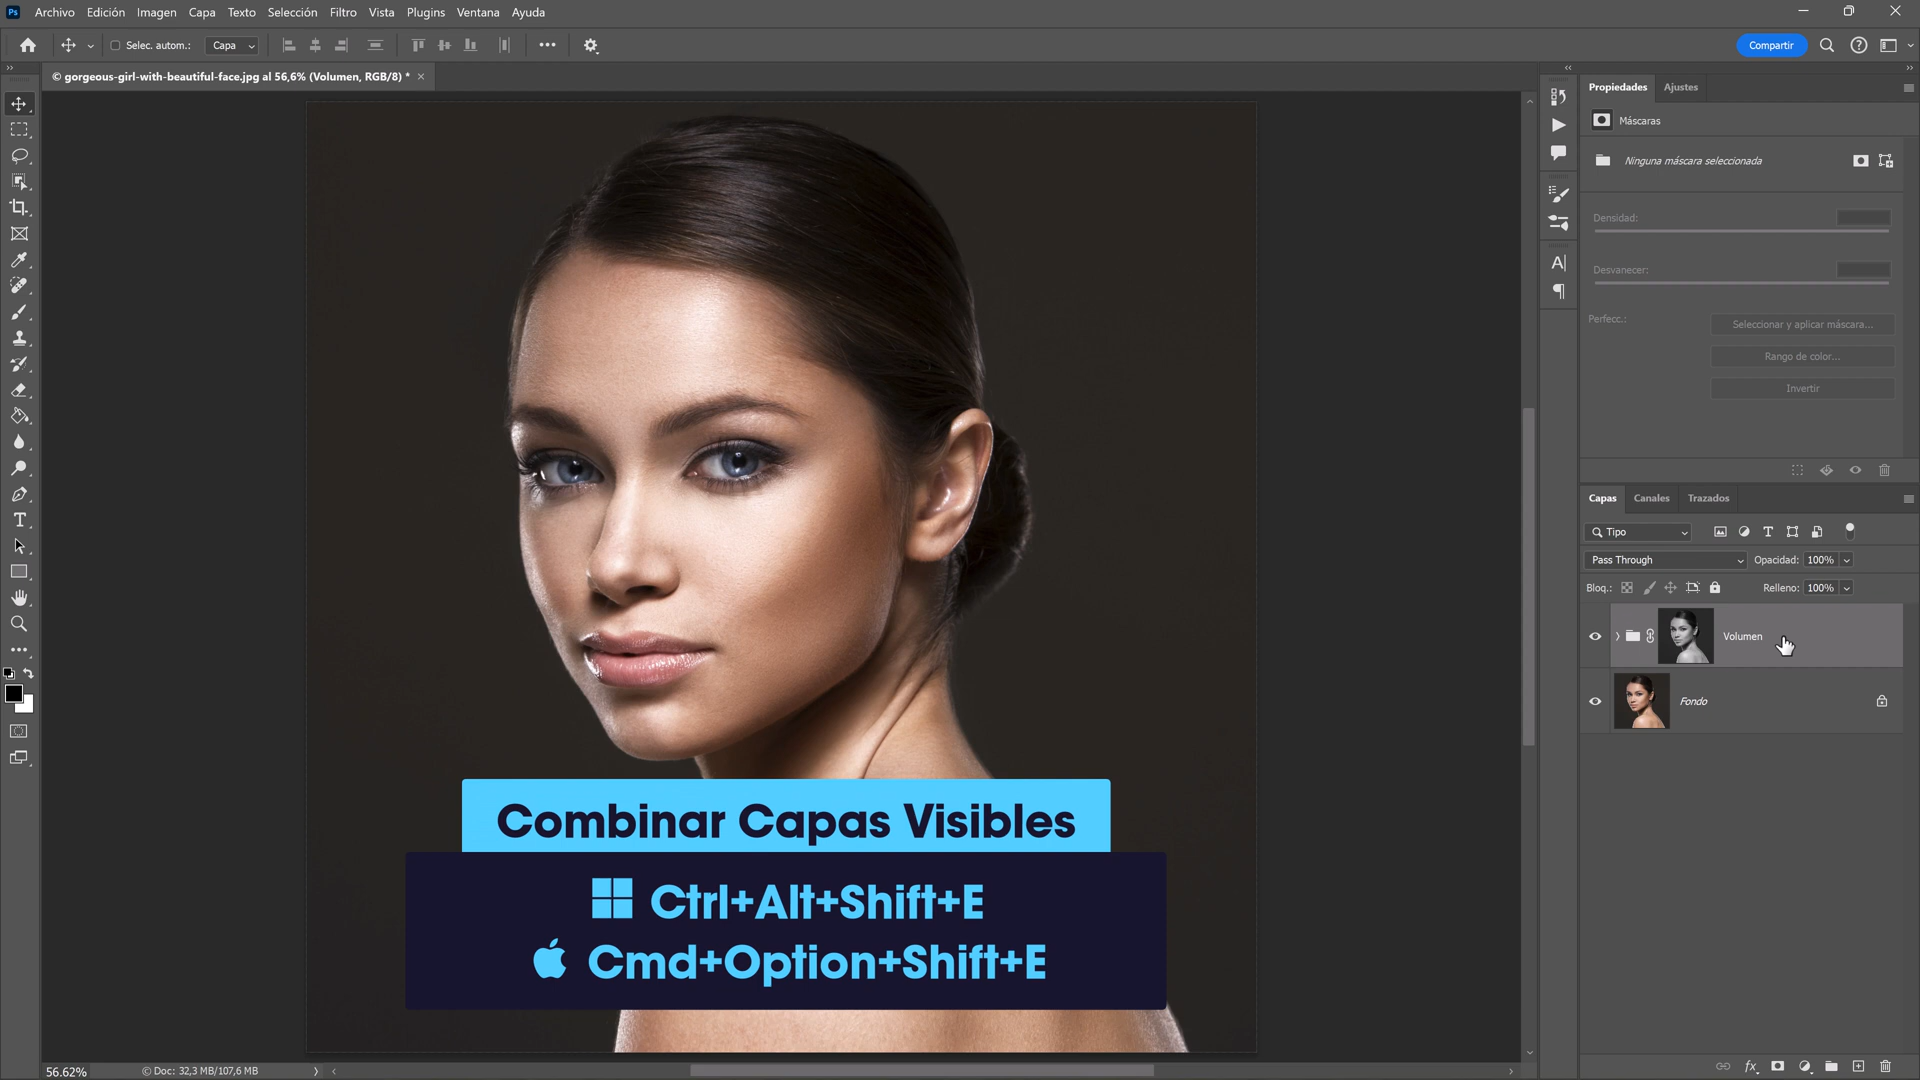 Ps Archivo Edición Imagen Capa Texto Selección Filtro Vista Plugins Ventana Ayuda
Selec. autom.: Capa Compartir
© gorgeous-girl-with-beautiful-face.jpg al 56,6% (Volumen, RGB/8) *
Propiedades Ajustes
Máscaras
Ninguna máscara seleccionada
Densidad:
Desvanecer:
Perfecc.: Seleccionar y aplicar máscara...
Rango de color...
Invertir
Capas Canales Trazados
Tipo
Pass Through Opacidad: 100%
Bloq.: Relleno: 100%
Volumen
Fondo
Combinar Capas Visibles
Ctrl+Alt+Shift+E
Cmd+Option+Shift+E
56.62% © Doc: 32,3 MB/107,6 MB